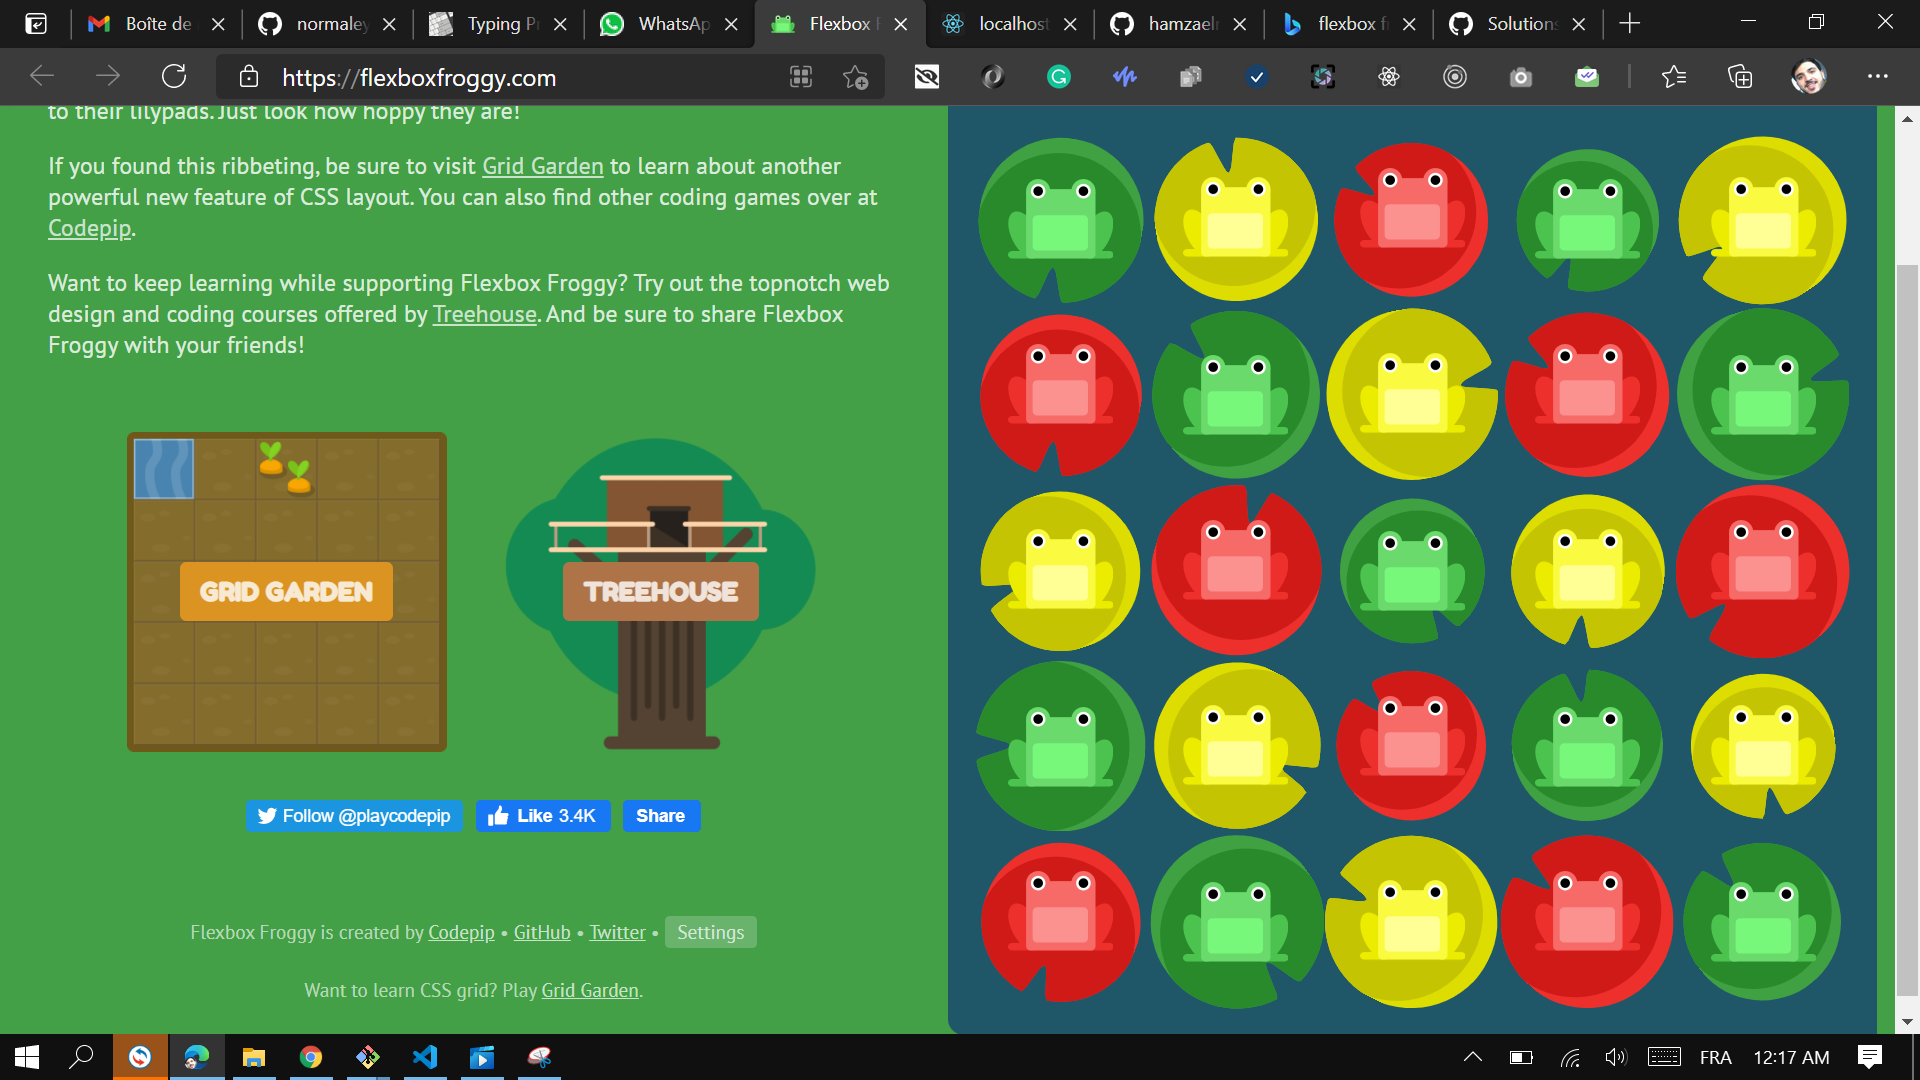 Boîte de
normaley
Typing P
WhatsAp
Flexbox F
localhost
hamzaelr
flexbox fr
Solutions
https://flexboxfroggy.com
to their lilypads. Just look how hoppy they are!
If you found this ribbeting, be sure to visit Grid Garden to learn about another
powerful new feature of CSS layout. You can also find other coding games over at
Codepip.
Want to keep learning while supporting Flexbox Froggy? Try out the topnotch web
design and coding courses offered by Treehouse. And be sure to share Flexbox
Froggy with your friends!
GRID GARDEN
TREEHOUSE
Follow @playcodepip
Like 3.4K
Share
Flexbox Froggy is created by Codepip • GitHub • Twitter • Settings
Want to learn CSS grid? Play Grid Garden.
FRA
12:17 AM